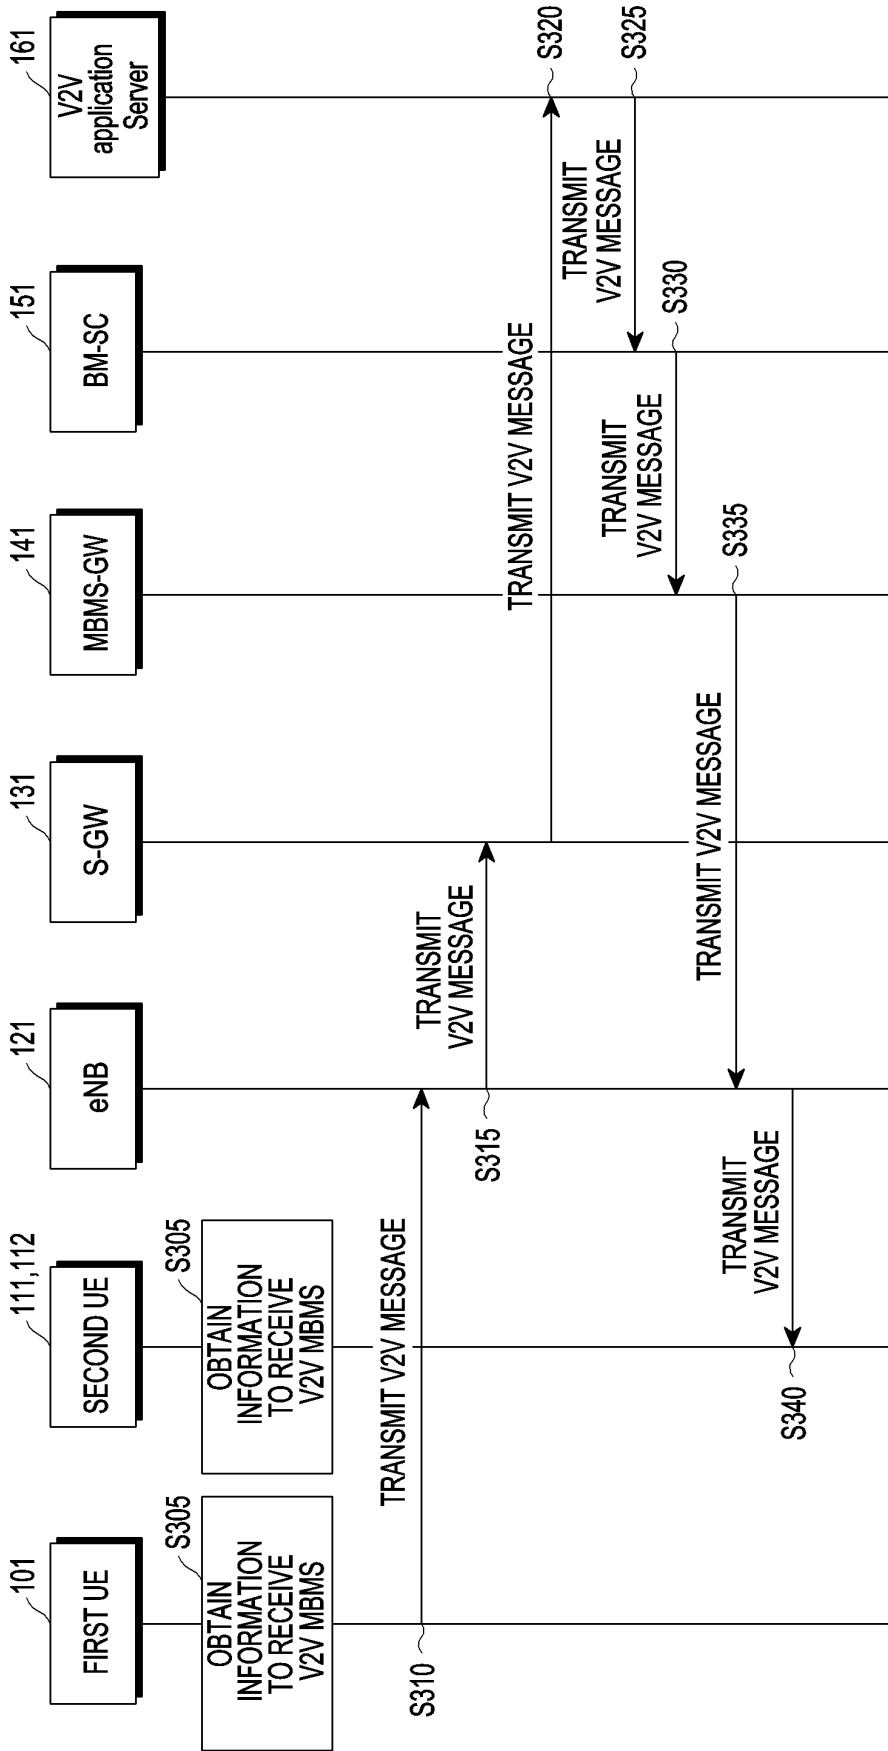 101
FIRST UE
111,112
SECOND UE
121
eNB
131
S-GW
141
MBMS-GW
151
BM-SC
161
V2V
application
Server
S305
OBTAIN
INFORMATION
TO RECEIVE
V2V MBMS
S305
OBTAIN
INFORMATION
TO RECEIVE
V2V MBMS
TRANSMIT V2V MESSAGE
S310
TRANSMIT
V2V MESSAGE
S315
TRANSMIT V2V MESSAGE
S320
TRANSMIT
V2V MESSAGE
S325
TRANSMIT
V2V MESSAGE
S330
TRANSMIT V2V MESSAGE
S335
TRANSMIT
V2V MESSAGE
S340